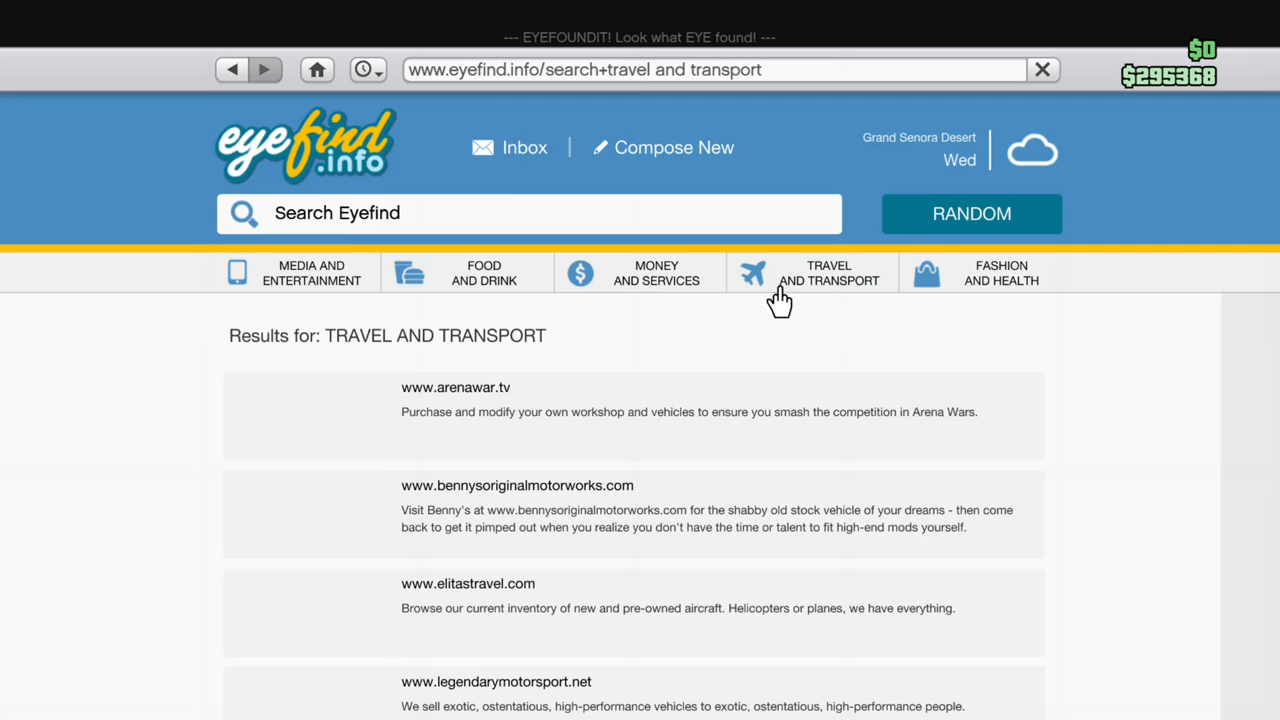 --- EYEFOUNDIT! Look what EYE found! ---
$0
www.eyefind.info/search+travel and transport
$295368
eyefind
.info
Inbox
Compose New
Grand Senora Desert
Wed
Search Eyefind
RANDOM
MEDIA AND
ENTERTAINMENT
FOOD
AND DRINK
MONEY
AND SERVICES
TRAVEL
AND TRANSPORT
FASHION
AND HEALTH
Results for: TRAVEL AND TRANSPORT
www.arenawar.tv
Purchase and modify your own workshop and vehicles to ensure you smash the competition in Arena Wars.
www.bennysoriginalmotorworks.com
Visit Benny's at www.bennysoriginalmotorworks.com for the shabby old stock vehicle of your dreams - then come
back to get it pimped out when you realize you don't have the time or talent to fit high-end mods yourself.
www.elitastravel.com
Browse our current inventory of new and pre-owned aircraft. Helicopters or planes, we have everything.
www.legendarymotorsport.net
We sell exotic, ostentatious, high-performance vehicles to exotic, ostentatious, high-performance people.